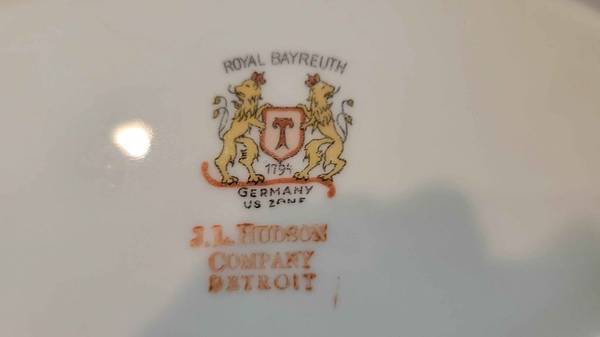 ROYAL BAYREUTH
T
1794
GERMANY
US ZONE
J.L. HUDSON
COMPANY
DETROIT